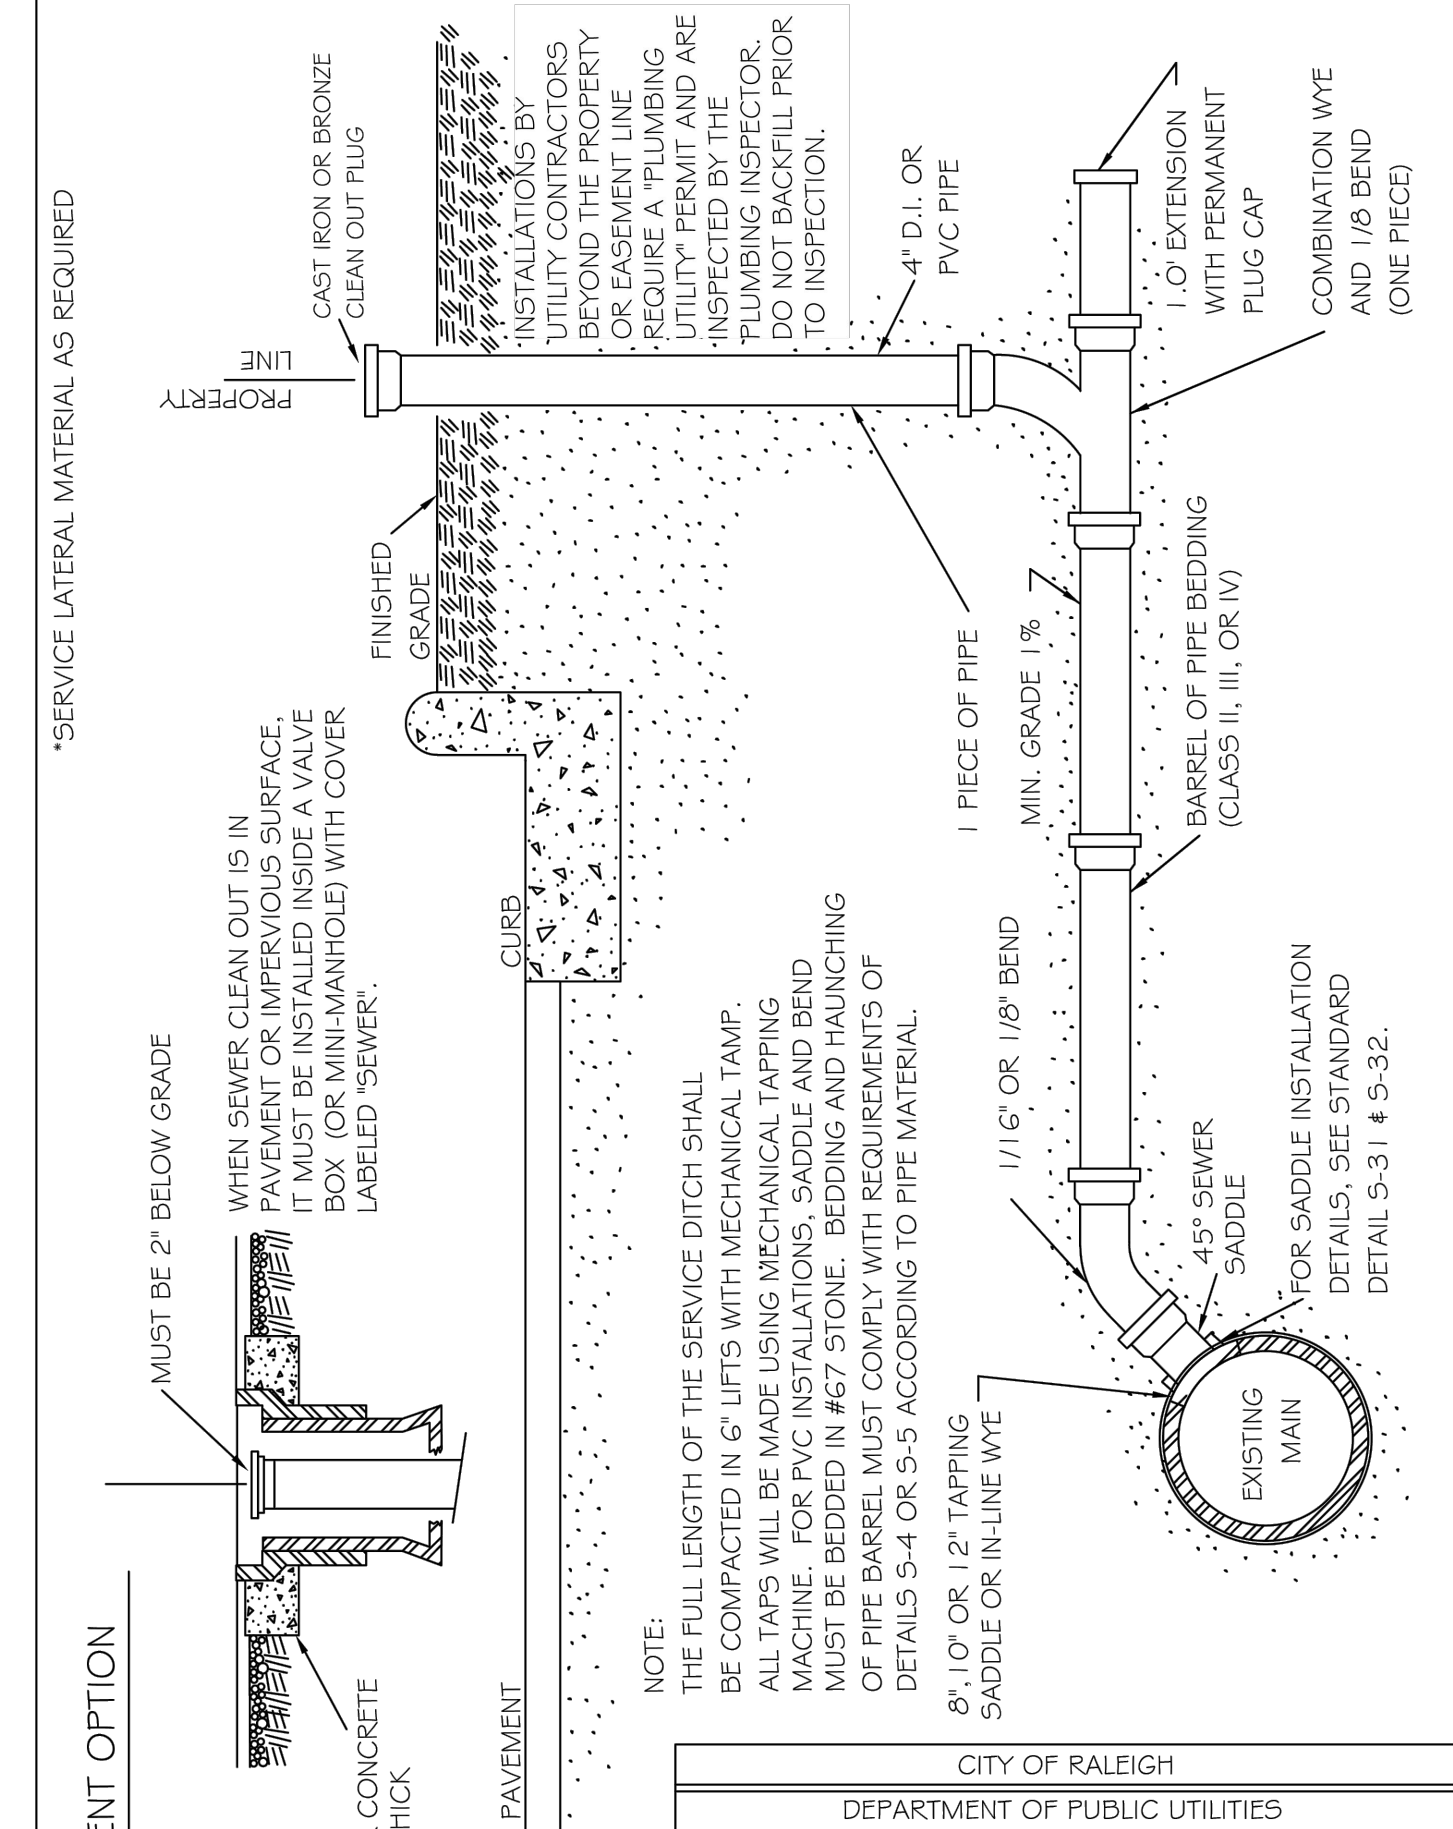 *SERVICE LATERAL MATERIAL AS REQUIRED
ENT OPTION
MUST BE 2" BELOW GRADE
WHEN SEWER CLEAN OUT IS IN
PAVEMENT OR IMPERVIOUS SURFACE,
IT MUST BE INSTALLED INSIDE A VALVE
BOX (OR MINI-MANHOLE) WITH COVER
LABELED "SEWER".
CONCRETE
HICK
PROPERTY
LINE
CAST IRON OR BRONZE
CLEAN OUT PLUG
FINISHED
GRADE
CURB
PAVEMENT
INSTALLATIONS BY
UTILITY CONTRACTORS
BEYOND THE PROPERTY
OR EASEMENT LINE
REQUIRE A "PLUMBING
UTILITY" PERMIT AND ARE
INSPECTED BY THE
PLUMBING INSPECTOR.
DO NOT BACKFILL PRIOR
TO INSPECTION.
4" D.I. OR
PVC PIPE
NOTE:
THE FULL LENGTH OF THE SERVICE DITCH SHALL
BE COMPACTED IN 6" LIFTS WITH MECHANICAL TAMP.
ALL TAPS WILL BE MADE USING MECHANICAL TAPPING
MACHINE. FOR PVC INSTALLATIONS, SADDLE AND BEND
MUST BE BEDDED IN #67 STONE. BEDDING AND HAUNCHING
OF PIPE BARREL MUST COMPLY WITH REQUIREMENTS OF
DETAILS S-4 OR S-5 ACCORDING TO PIPE MATERIAL.
8", 10" OR 12" TAPPING
SADDLE OR IN-LINE WYE
1/16" OR 1/8" BEND
1 PIECE OF PIPE
MIN. GRADE 1%
1.0' EXTENSION
WITH PERMANENT
PLUG CAP
COMBINATION WYE
AND 1/8 BEND
(ONE PIECE)
BARREL OF PIPE BEDDING
(CLASS II, III, OR IV)
45° SEWER
SADDLE
FOR SADDLE INSTALLATION
DETAILS, SEE STANDARD
DETAIL S-31 & S-32.
EXISTING
MAIN
CITY OF RALEIGH
DEPARTMENT OF PUBLIC UTILITIES